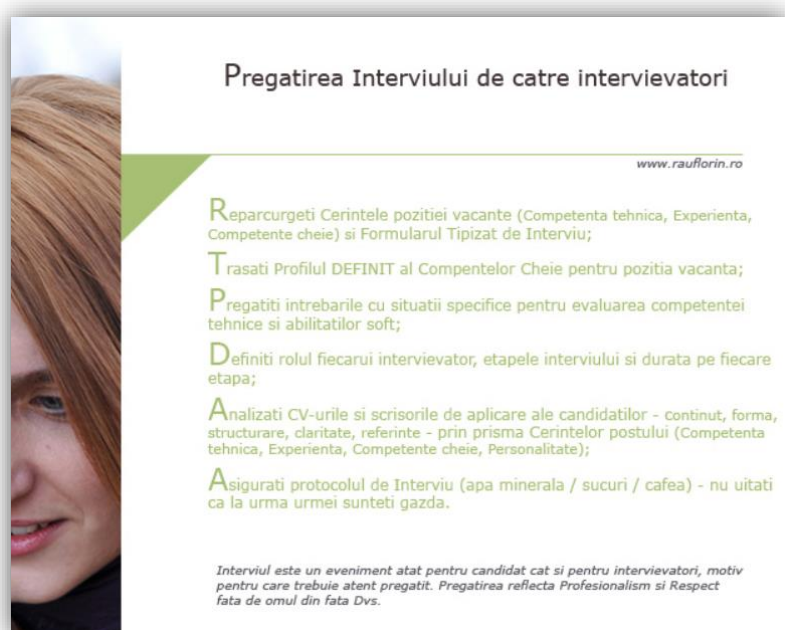 Pregatirea Interviului de catre intervievatori
www.rauflorin.ro
Reparcurgeti Cerintele pozitiei vacante (Competenta tehnica, Experienta,
Competente cheie) si Formularul Tipizat de Interviu;
Trasati Profilul DEFINIT al Compentelor Cheie pentru pozitia vacanta;
Pregatiti intrebarile cu situatii specifice pentru evaluarea competentei
tehnice si abilitatilor soft;
Definiti rolul fiecarui intervievator, etapele interviului si durata pe fiecare
etapa;
Analizati CV-urile si scrisorile de aplicare ale candidatilor - continut, forma,
structurare, claritate, referinte - prin prisma Cerintelor postului (Competenta
tehnica, Experienta, Competente cheie, Personalitate);
Asigurati protocolul de Interviu (apa minerala / sucuri / cafea) - nu uitati
ca la urma urmei sunteti gazda.
Interviul este un eveniment atat pentru candidat cat si pentru intervievatori, motiv
pentru care trebuie atent pregatit. Pregatirea reflecta Profesionalism si Respect
fata de omul din fata Dvs.